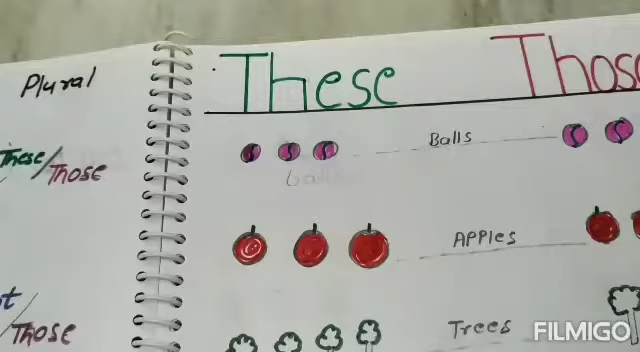 Plural
These/Those
Those
These Those
Balls
Apples
Trees
FILMIGO